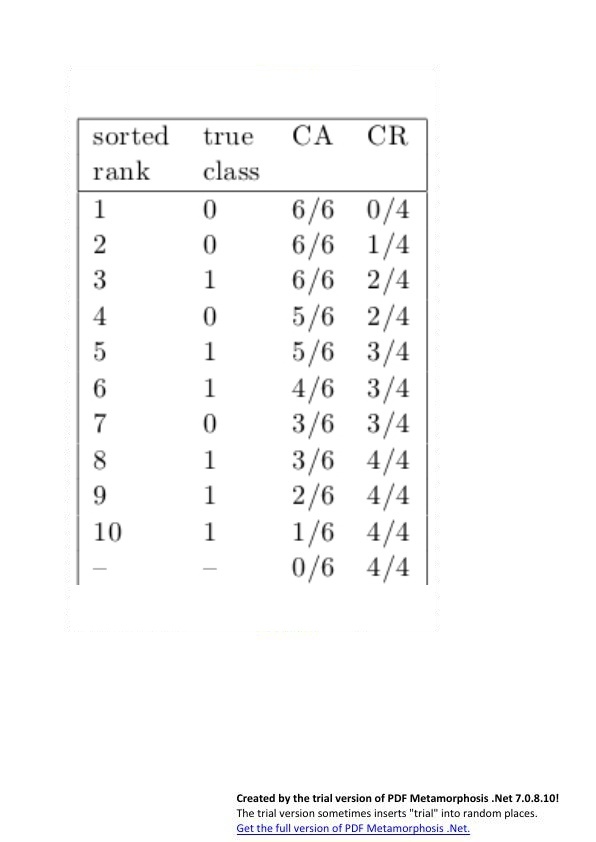 sorted true CA CR
rank class
1 0 6/6 0/4
2 0 6/6 1/4
3 1 6/6 2/4
4 0 5/6 2/4
5 1 5/6 3/4
6 1 4/6 3/4
7 0 3/6 3/4
8 1 3/6 4/4
9 1 2/6 4/4
10 1 1/6 4/4
– – 0/6 4/4
Created by the trial version of PDF Metamorphosis .Net 7.0.8.10!
The trial version sometimes inserts "trial" into random places.
Get the full version of PDF Metamorphosis .Net.